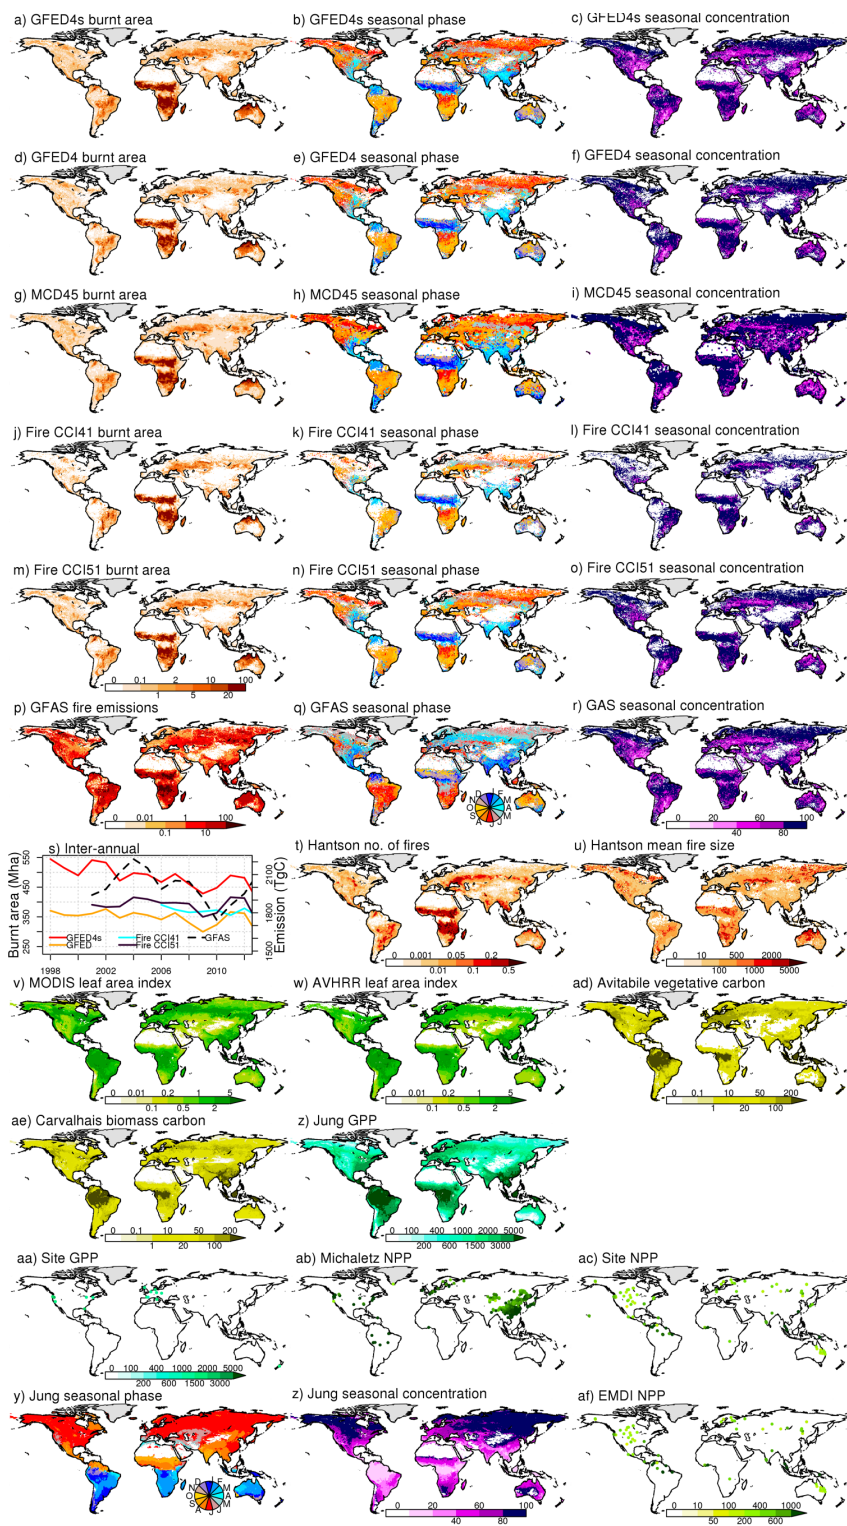 a) GFED4s burnt area
b) GFED4s seasonal phase
c) GFED4s seasonal concentration
d) GFED4 burnt area
e) GFED4 seasonal phase
f) GFED4 seasonal concentration
g) MCD45 burnt area
h) MCD45 seasonal phase
i) MCD45 seasonal concentration
j) Fire CCI41 burnt area
k) Fire CCI41 seasonal phase
l) Fire CCI41 seasonal concentration
m) Fire CCI51 burnt area
n) Fire CCI51 seasonal phase
o) Fire CCI51 seasonal concentration
0 0.1 2 10 100
1 5 20
p) GFAS fire emissions
q) GFAS seasonal phase
r) GAS seasonal concentration
0 0.01 1 100
0.1 10
J F M A M J J A S O N D
0 20 60 100
40 80
s) Inter-annual
Burnt area (Mha)
550
450
350
250
Emission (TgC)
2100
1800
1500
GFED4s
GFED
Fire CCI41
Fire CCI51
GFAS
1998 2002 2006 2010
t) Hantson no. of fires
0 0.001 0.05 0.2
0.01 0.1 0.5
u) Hantson mean fire size
0 10 500 2000
100 1000 5000
v) MODIS leaf area index
0 0.01 0.2 1 5
0.1 0.5 2
w) AVHRR leaf area index
0 0.01 0.2 1 5
0.1 0.5 2
ad) Avitabile vegetative carbon
0 0.1 10 50 200
1 20 100
ae) Carvalhais biomass carbon
0 0.1 10 50 200
1 20 100
z) Jung GPP
0 100 400 1000 2000 5000
200 600 1500 3000
aa) Site GPP
0 100 400 1000 2000 5000
200 600 1500 3000
ab) Michaletz NPP
ac) Site NPP
y) Jung seasonal phase
J F M A M J J A S O N D
z) Jung seasonal concentration
0 20 60 100
40 80
af) EMDI NPP
0 10 100 400 1000
50 200 600